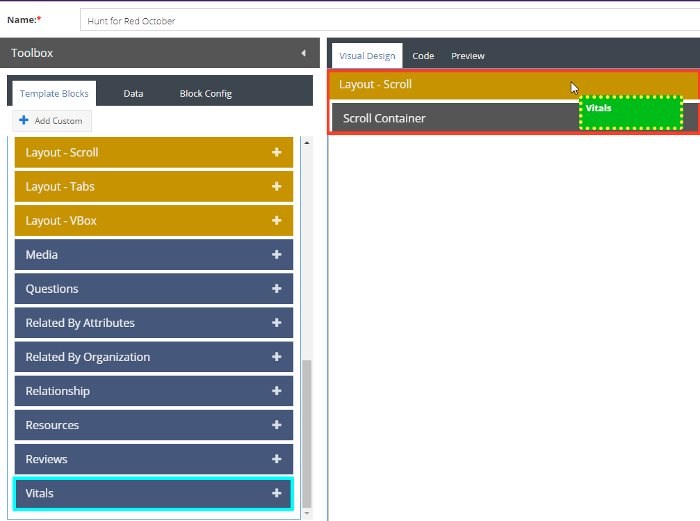 Name:*
Hunt for Red October
Toolbox
Template Blocks
Data
Block Config
Add Custom
Layout - Scroll
Layout - Tabs
Layout - VBox
Media
Questions
Related By Attributes
Related By Organization
Relationship
Resources
Reviews
Vitals
Visual Design
Code
Preview
Layout - Scroll
Vitals
Scroll Container